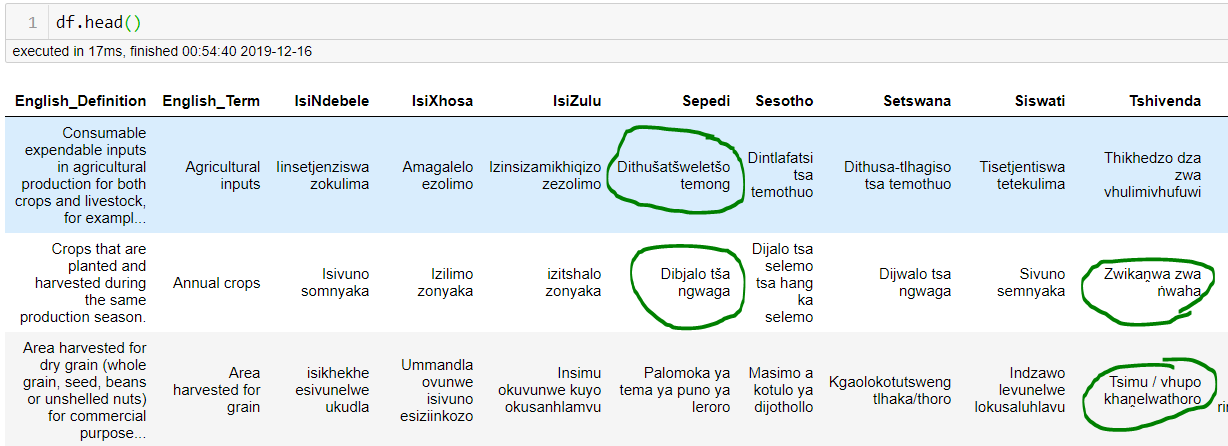 1 df.head()
executed in 17ms, finished 00:54:40 2019-12-16
English_Definition English_Term IsiNdebele IsiXhosa IsiZulu Sepedi Sesotho Setswana Siswati Tshivenda
Consumable
expendable inputs
in agricultural
production for both
crops and livestock,
for exampl...
Agricultural
inputs
Iinsetjenziswa
zokulima
Amagalelo
ezolimo
Izinsizamikhiqizo
zezolimo
Dithušatšweletšo
temong
Dintlafatsi
tsa
temothuo
Dithusa-tlhagiso
tsa temothuo
Tisetjentiswa
tetekulima
Thikhedzo dza
zwa
vhulimivhufuwi
Crops that are
planted and
harvested during
the same
production season.
Annual crops
Isivuno
somnyaka
Izilimo
zonyaka
izitshalo
zonyaka
Dibjalo tša
ngwaga
Dijalo tsa
selemo
tsa hang
ka
selemo
Dijwalo tsa
ngwaga
Sivuno
semnyaka
Zwikaṋwa zwa
ṅwaha
Area harvested for
dry grain (whole
grain, seed, beans
or unshelled nuts)
for commercial
purpose...
Area
harvested for
grain
isikhekhe
esivunelwe
ukudla
Ummandla
ovunwe
isivuno
esiziinkozo
Insimu
okuvunwe kuyo
okusanhlamvu
Palomoka ya
tema ya puno ya
leroro
Masimo a
kotulo ya
dijothollo
Kgaolokotutsweng
tlhaka/thoro
Indzawo
levunelwe
lokusaluhlavu
Tsimu / vhupo
khaṋelwathoro